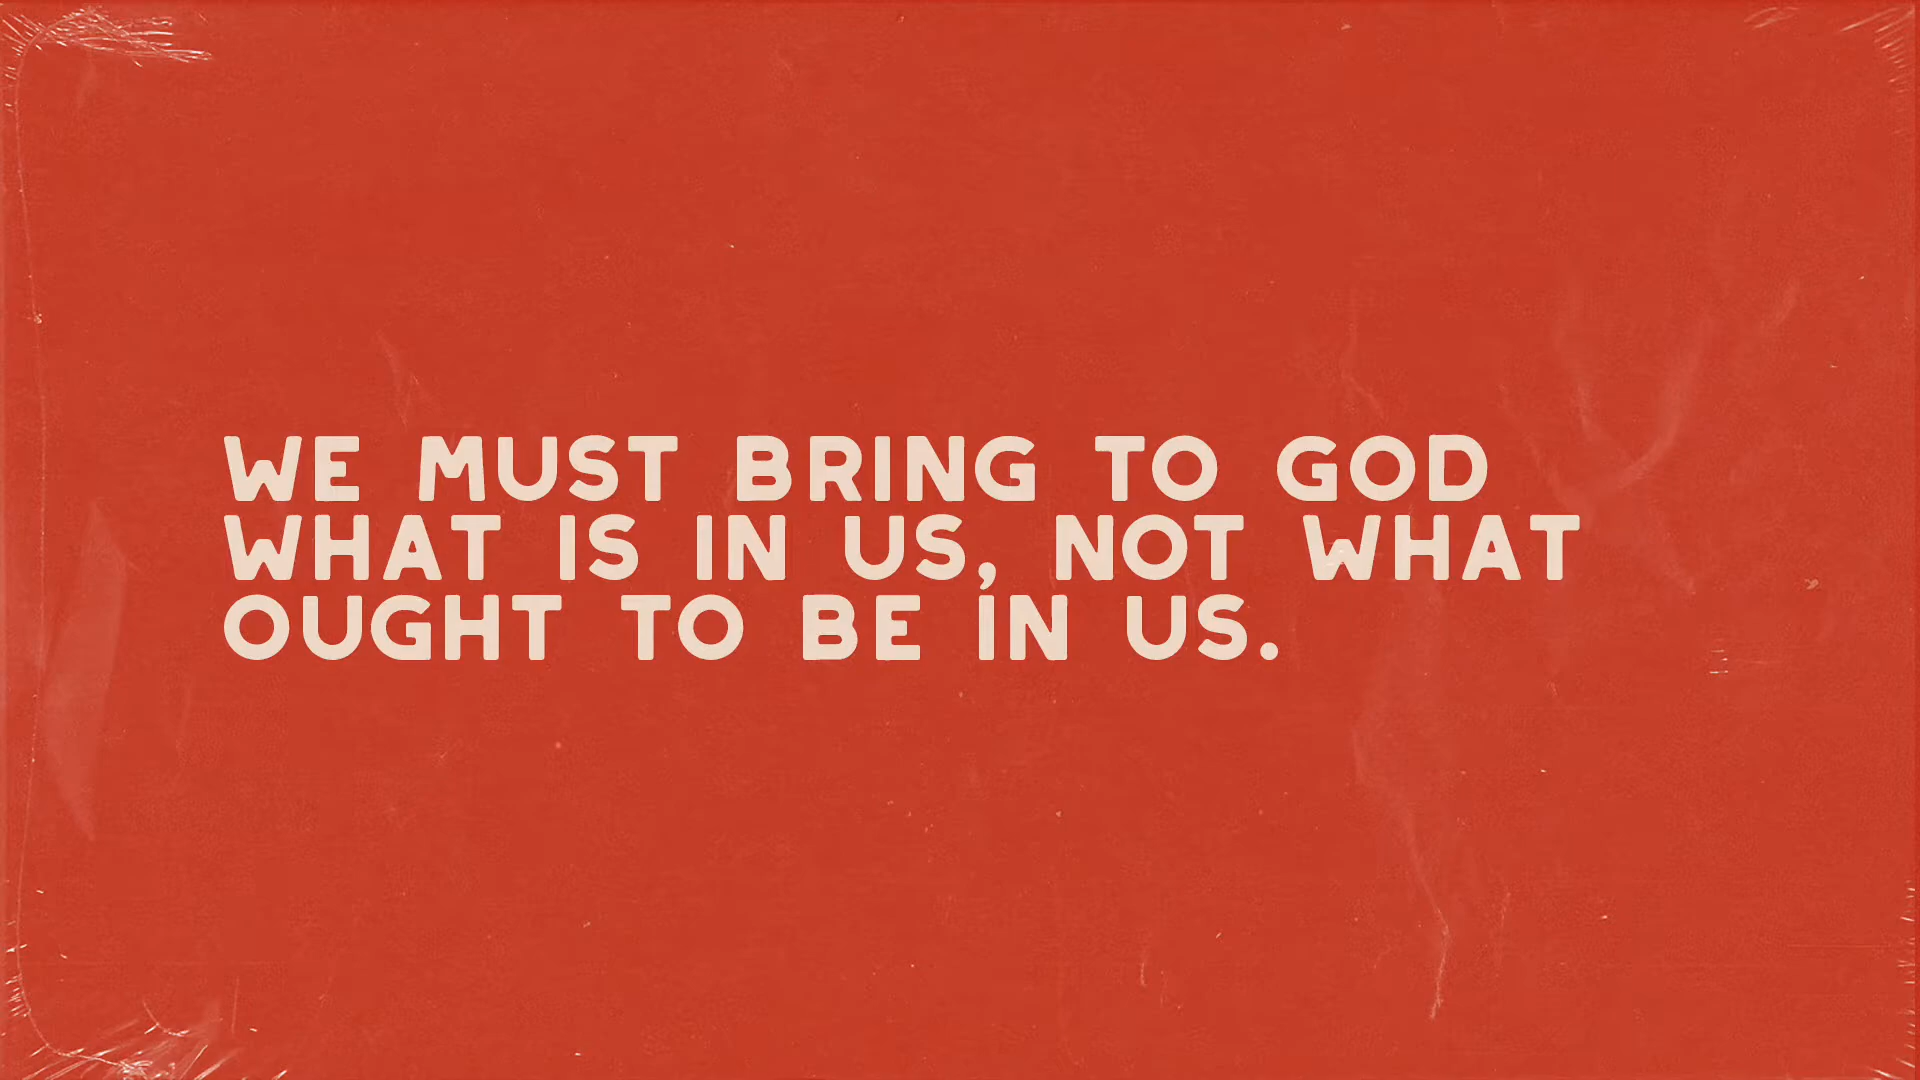 WE MUST BRING TO GOD
WHAT IS IN US, NOT WHAT
OUGHT TO BE IN US.